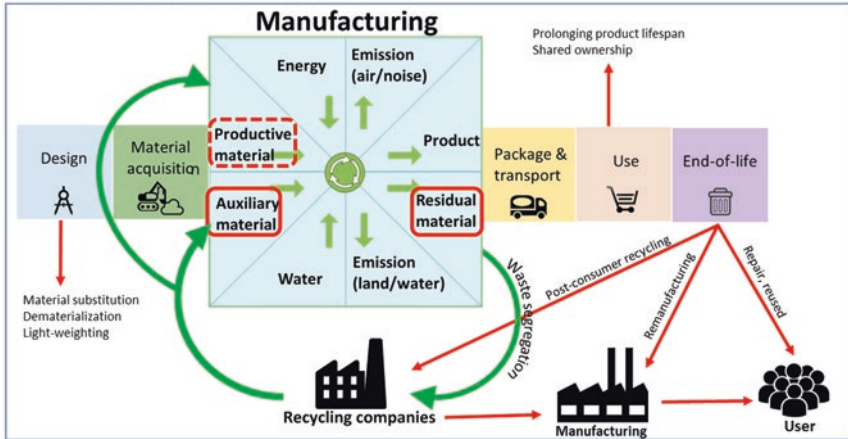 Manufacturing
Prolonging product lifespan
Shared ownership
Energy
Emission
(air/noise)
Design
Material
acquisition
Productive
material
Product
Package &
transport
Use
End-of-life
Auxiliary
material
Residual
material
Water
Emission
(land/water)
Material substitution
Dematerialization
Light-weighting
Waste segregation
Post-consumer recycling
Remanufacturing
Repair, reused
Recycling companies
Manufacturing
User